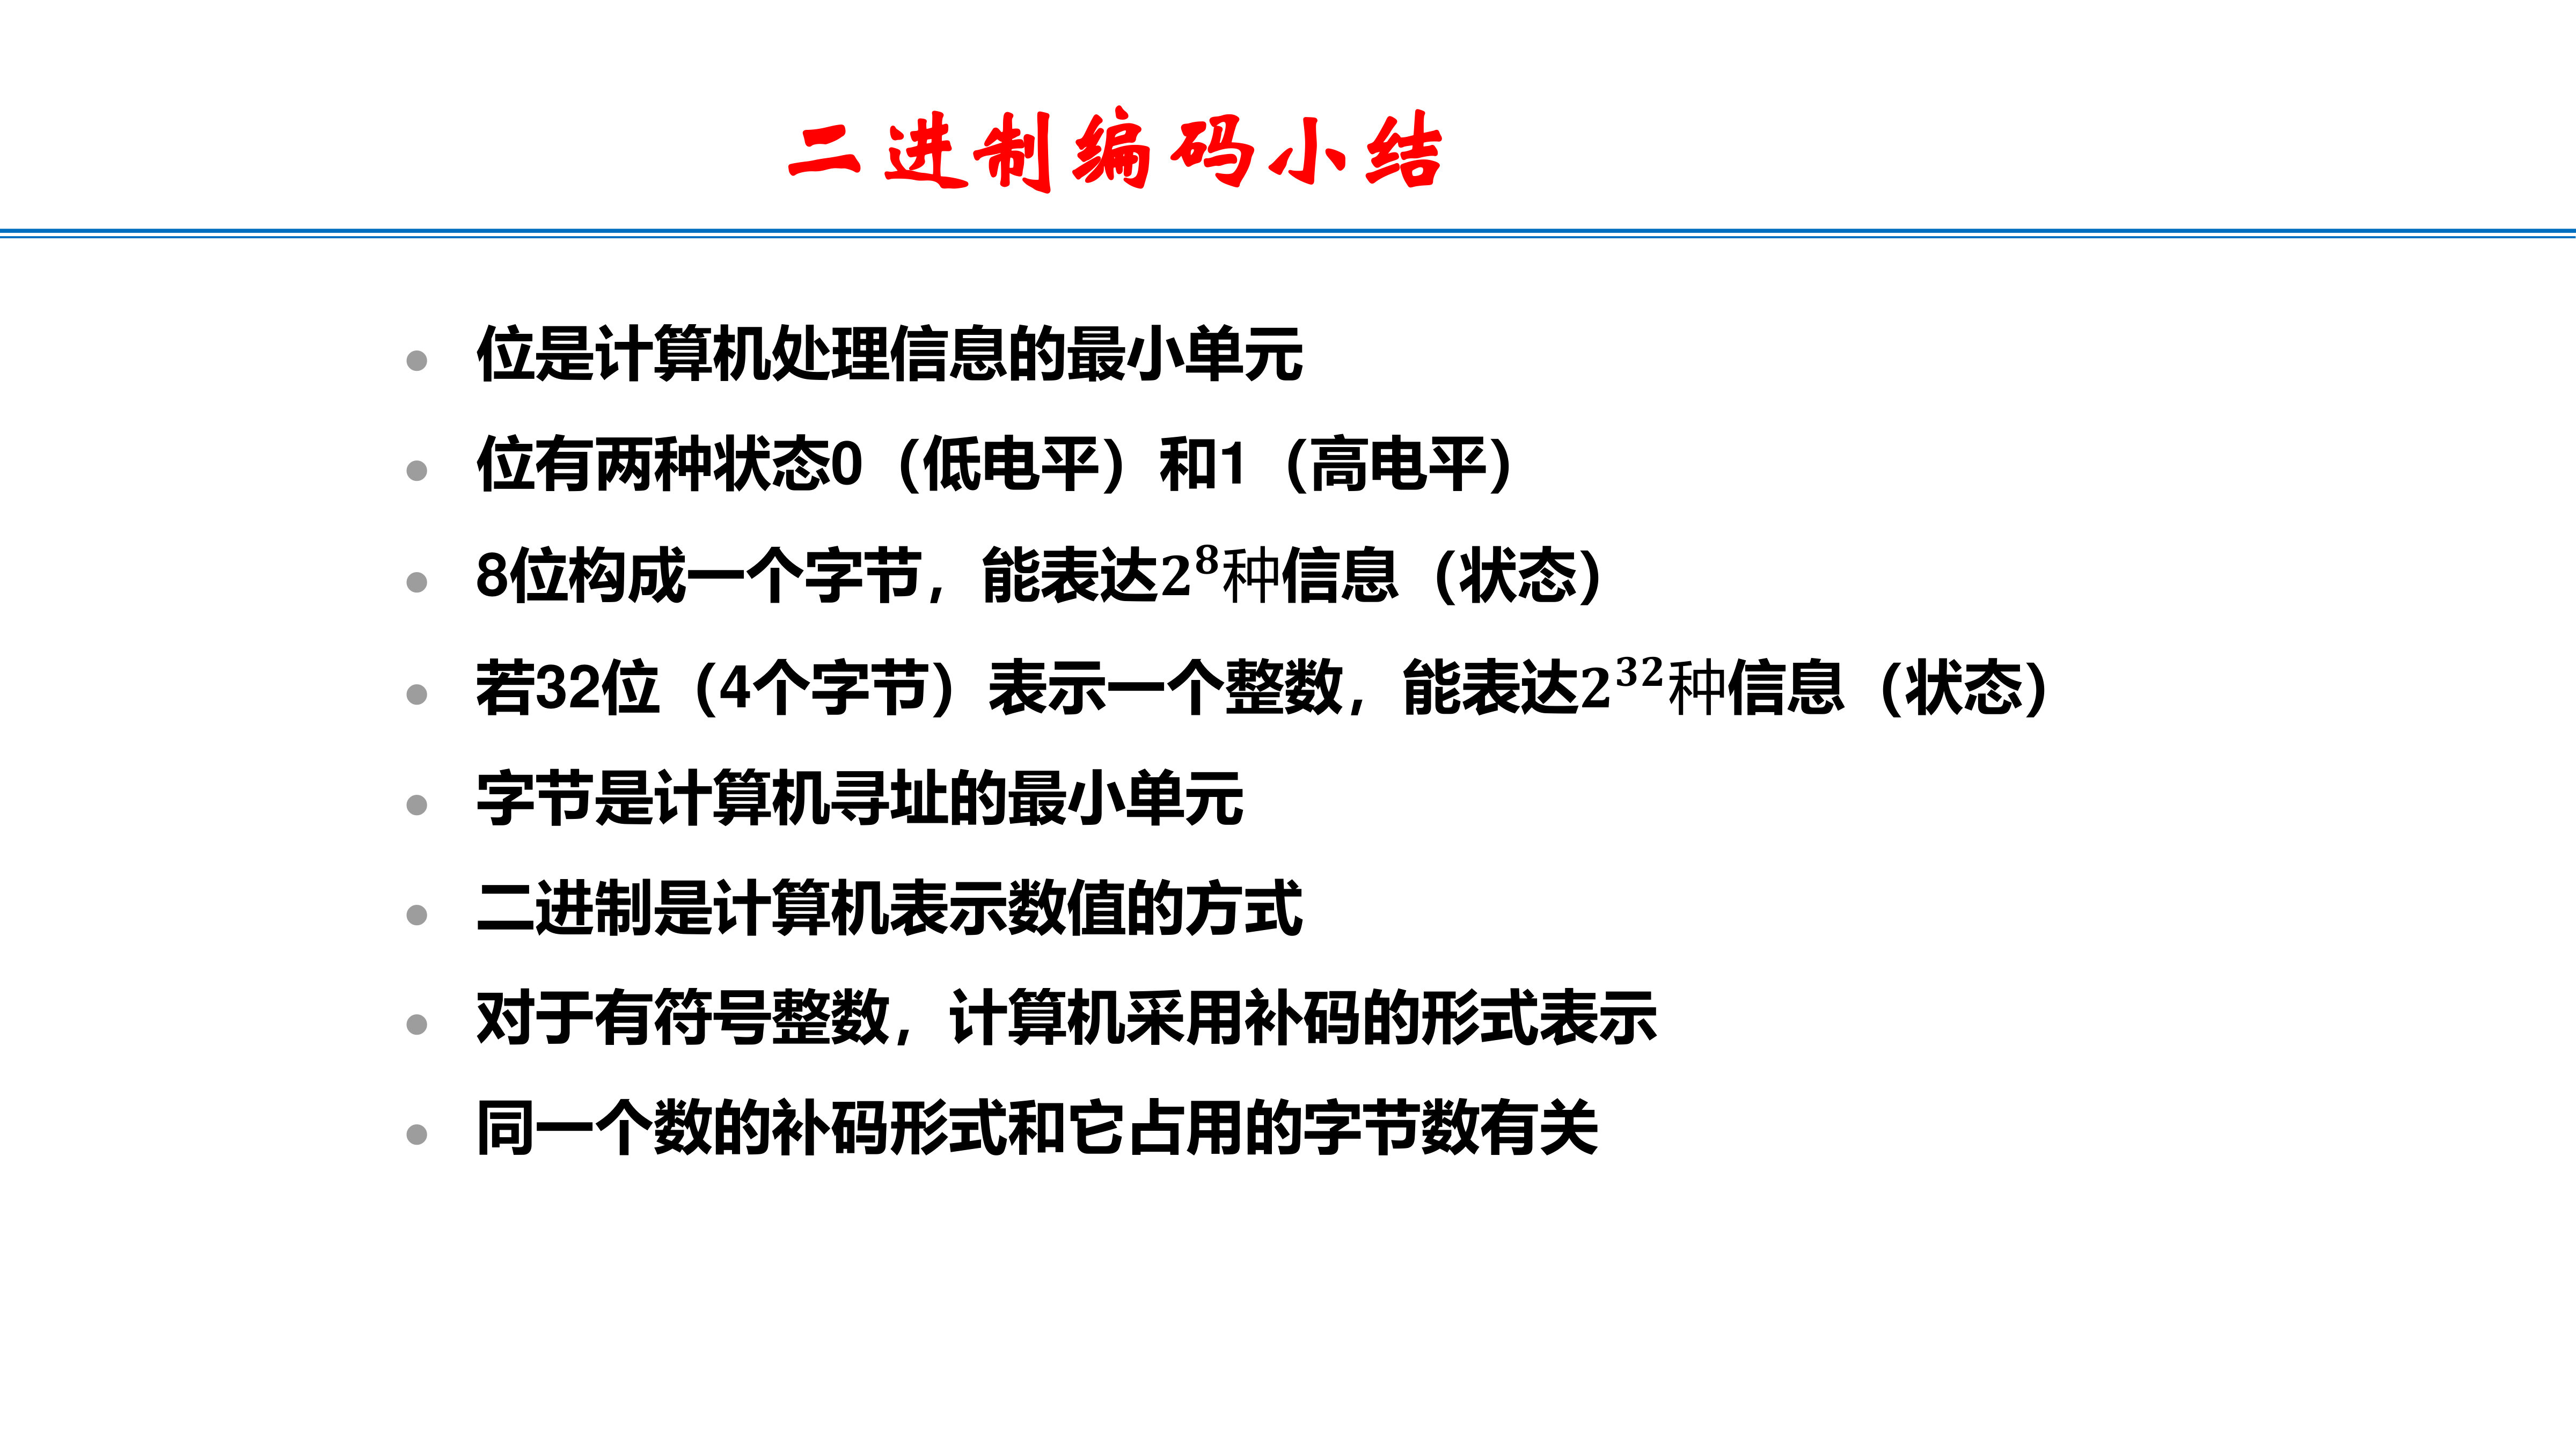 二进制编码小结
• 位是计算机处理信息的最小单元
• 位有两种状态0（低电平）和1（高电平）
• 8位构成一个字节，能表达2⁸种信息（状态）
• 若32位（4个字节）表示一个整数，能表达2³²种信息（状态）
• 字节是计算机寻址的最小单元
• 二进制是计算机表示数值的方式
• 对于有符号整数，计算机采用补码的形式表示
• 同一个数的补码形式和它占用的字节数有关